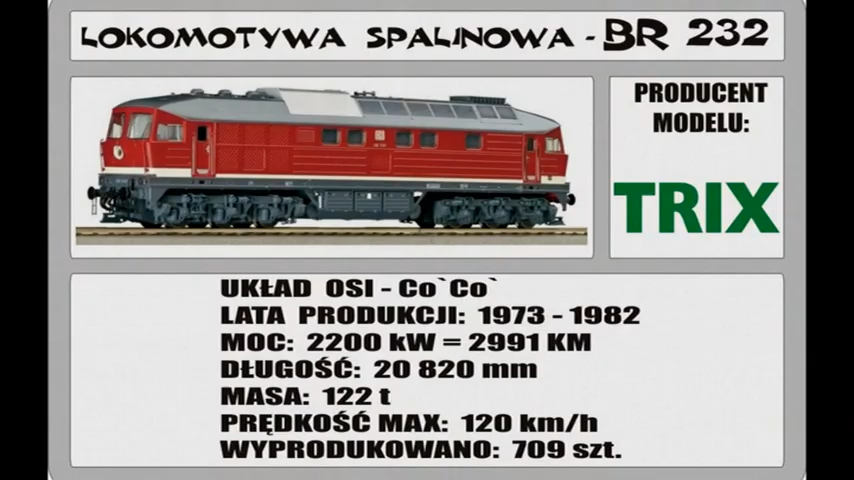 LOKOMOTYWA SPALINOWA - BR 232
PRODUCENT
MODELU:
TRIX
UKŁAD OSI - Co`Co`
LATA PRODUKCJI: 1973 - 1982
MOC: 2200 kW = 2991 KM
DŁUGOŚĆ: 20 820 mm
MASA: 122 t
PRĘDKOŚĆ MAX: 120 km/h
WYPRODUKOWANO: 709 szt.